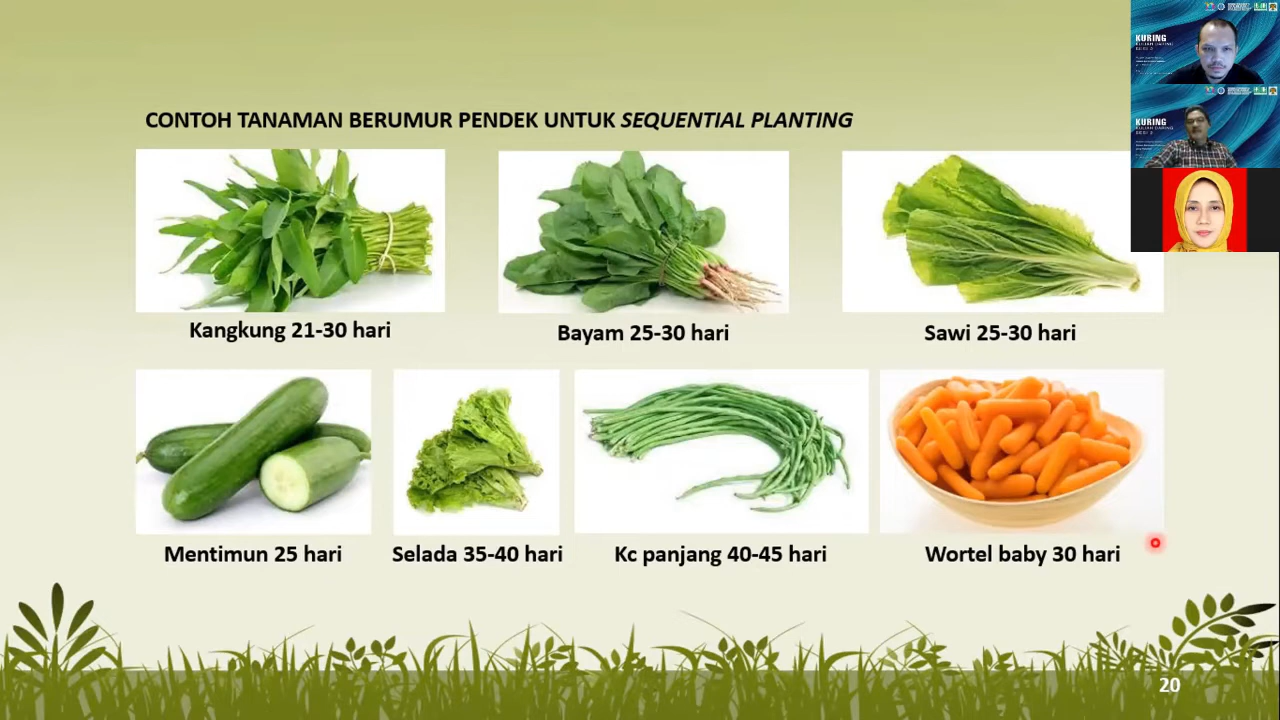 CONTOH TANAMAN BERUMUR PENDEK UNTUK SEQUENTIAL PLANTING
KURING
KURING
Kangkung 21-30 hari
Bayam 25-30 hari
Sawi 25-30 hari
Mentimun 25 hari
Selada 35-40 hari
Kc panjang 40-45 hari
Wortel baby 30 hari
20